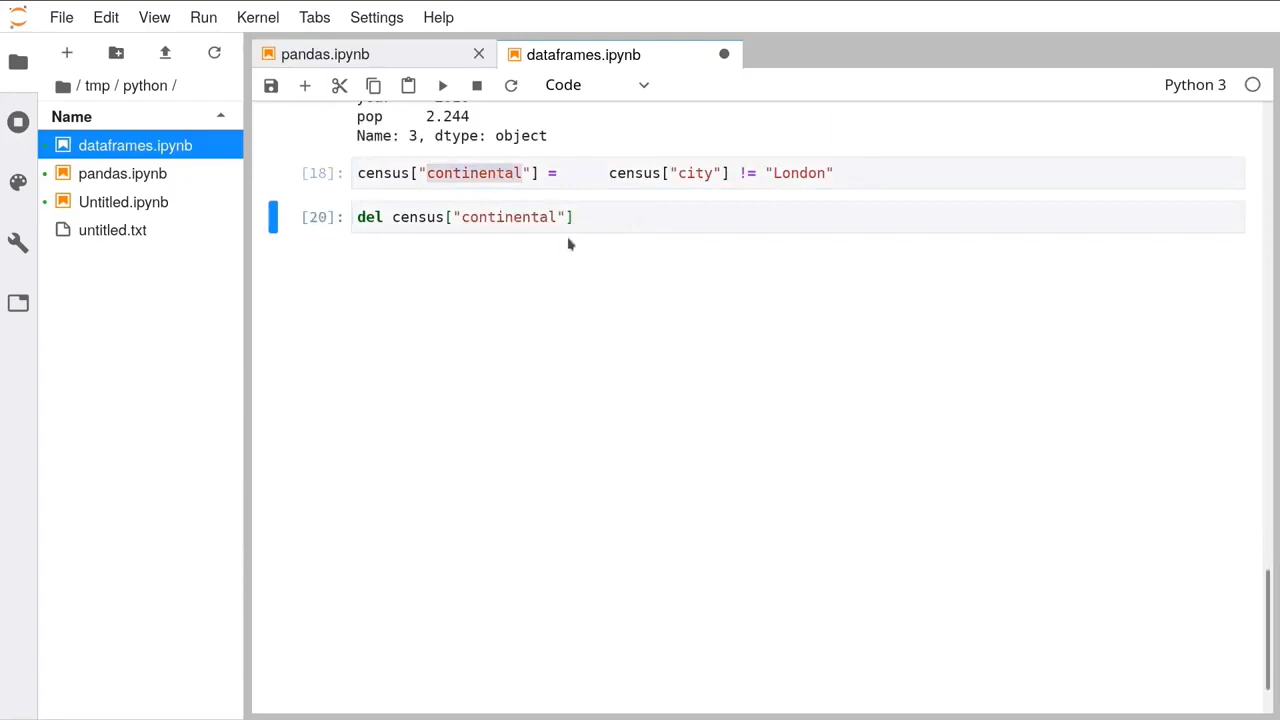 File Edit View Run Kernel Tabs Settings Help
pandas.ipynb
dataframes.ipynb
/ tmp / python /
Code
Python 3
Name
dataframes.ipynb
pandas.ipynb
Untitled.ipynb
untitled.txt
pop 2.244
Name: 3, dtype: object
[18]: census["continental"] = census["city"] != "London"
[20]: del census["continental"]